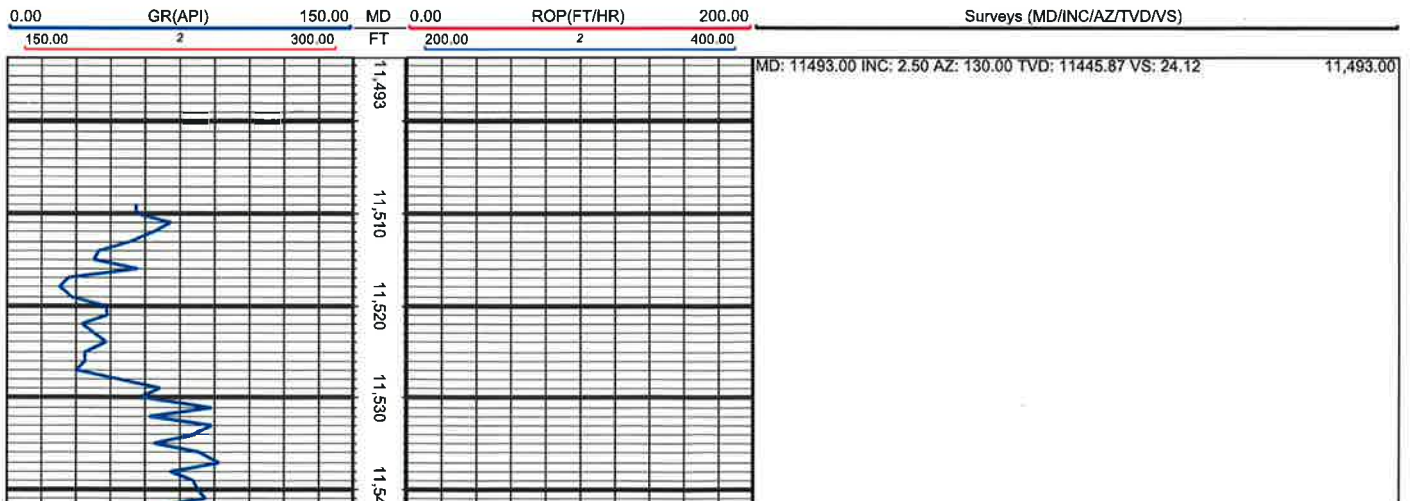 0.00 GR(API) 150.00 MD 0.00 ROP(FT/HR) 200.00 Surveys (MD/INC/AZ/TVD/VS)
150.00 2 300.00 FT 200.00 2 400.00
MD: 11493.00 INC: 2.50 AZ: 130.00 TVD: 11445.87 VS: 24.12 11,493.00
11,493
11,510
11,520
11,530